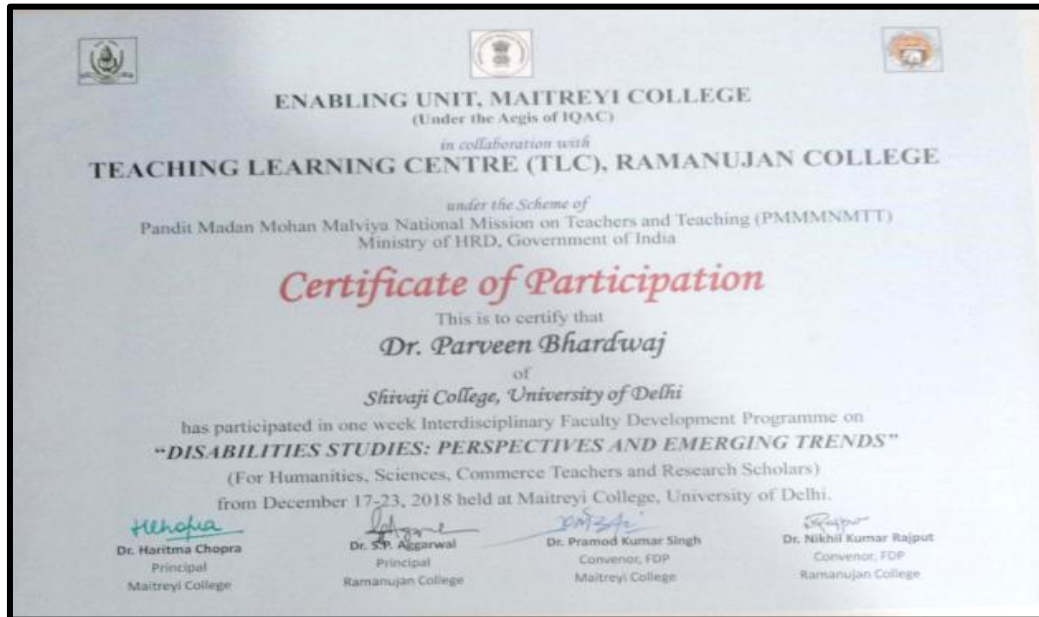 ENABLING UNIT, MAITREYI COLLEGE
(Under the Aegis of IQAC)
in collaboration with
TEACHING LEARNING CENTRE (TLC), RAMANUJAN COLLEGE
under the Scheme of
Pandit Madan Mohan Malviya National Mission on Teachers and Teaching (PMMMNMTT)
Ministry of HRD, Government of India
Certificate of Participation
This is to certify that
Dr. Parveen Bhardwaj
of
Shivaji College, University of Delhi
has participated in one week Interdisciplinary Faculty Development Programme on
“DISABILITIES STUDIES: PERSPECTIVES AND EMERGING TRENDS”
(For Humanities, Sciences, Commerce Teachers and Research Scholars)
from December 17-23, 2018 held at Maitreyi College, University of Delhi.
Dr. Haritma Chopra Dr. S.P. Aggarwal Dr. Pramod Kumar Singh Dr. Nikhil Kumar Rajput
Principal Principal Convenor, FDP Convenor, FDP
Maitreyi College Ramanujan College Maitreyi College Ramanujan College